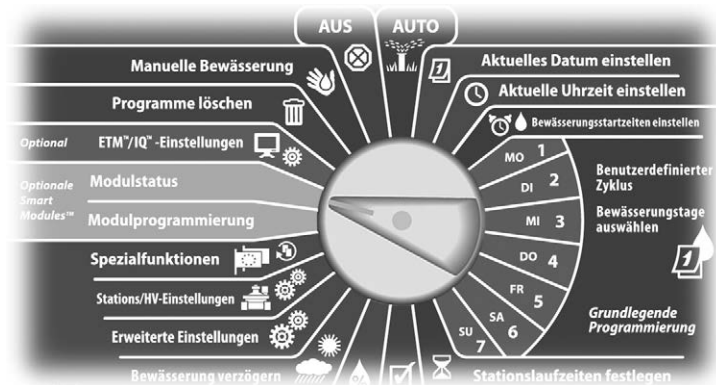 AUS
AUTO
Manuelle Bewässerung
Aktuelles Datum einstellen
Programme löschen
Aktuelle Uhrzeit einstellen
Optional
ETM™/IQ™ -Einstellungen
Bewässerungsstartzeiten einstellen
Optionale
Smart
Modules™
Modulstatus
Modulprogrammierung
MO 1
DI 2
MI 3
DO 4
FR 5
SA 6
SU 7
Benutzerdefinierter
Zyklus
Bewässerungstage
auswählen
1
Spezialfunktionen
Stations/HV-Einstellungen
Erweiterte Einstellungen
Grundlegende
Programmierung
Bewässerung verzögern
%
Stationslaufzeiten festlegen